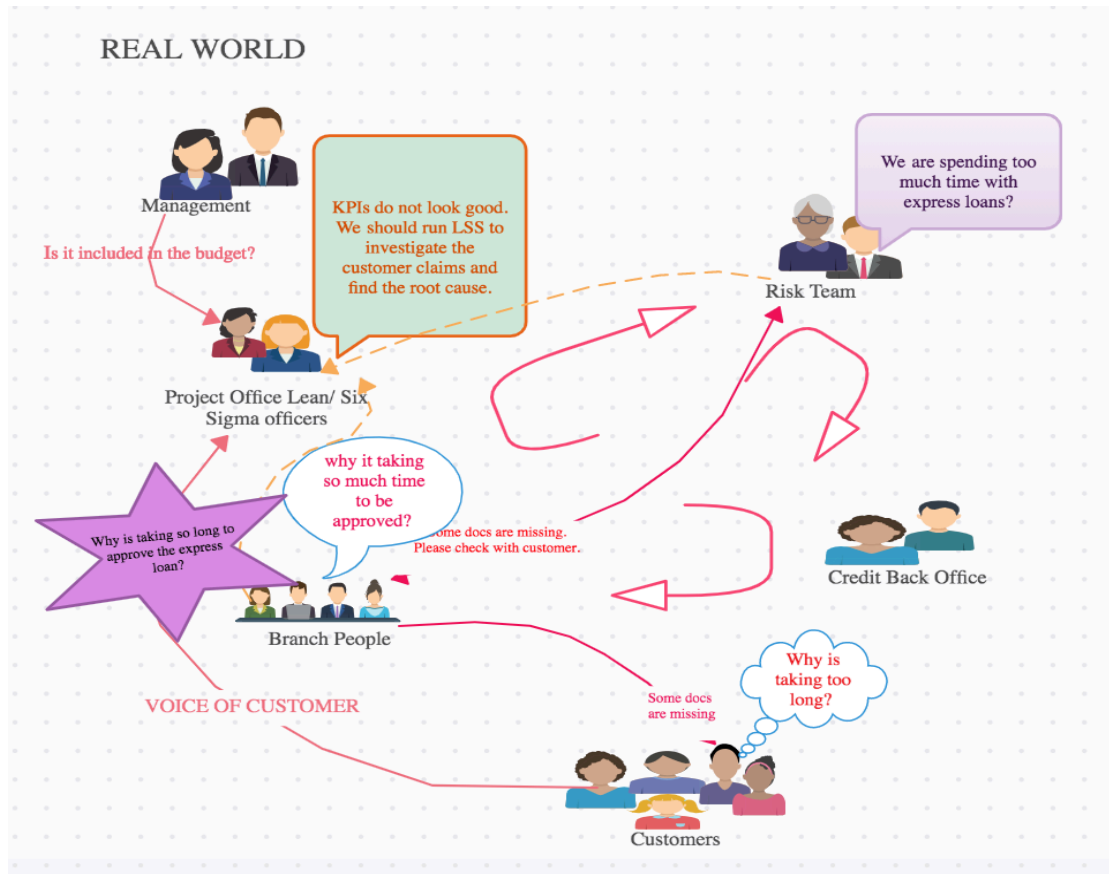 REAL WORLD
Management
Is it included in the budget?
KPIs do not look good.
We should run LSS to
investigate the
customer claims and
find the root cause.
We are spending too
much time with
express loans?
Risk Team
Project Office Lean/ Six
Sigma officers
why it taking
so much time
to be
approved?
Why is taking so long to
approve the express
loan?
ome docs are missing.
Please check with customer.
Branch People
Credit Back Office
VOICE OF CUSTOMER
Some docs
are missing
Why is
taking too
long?
Customers